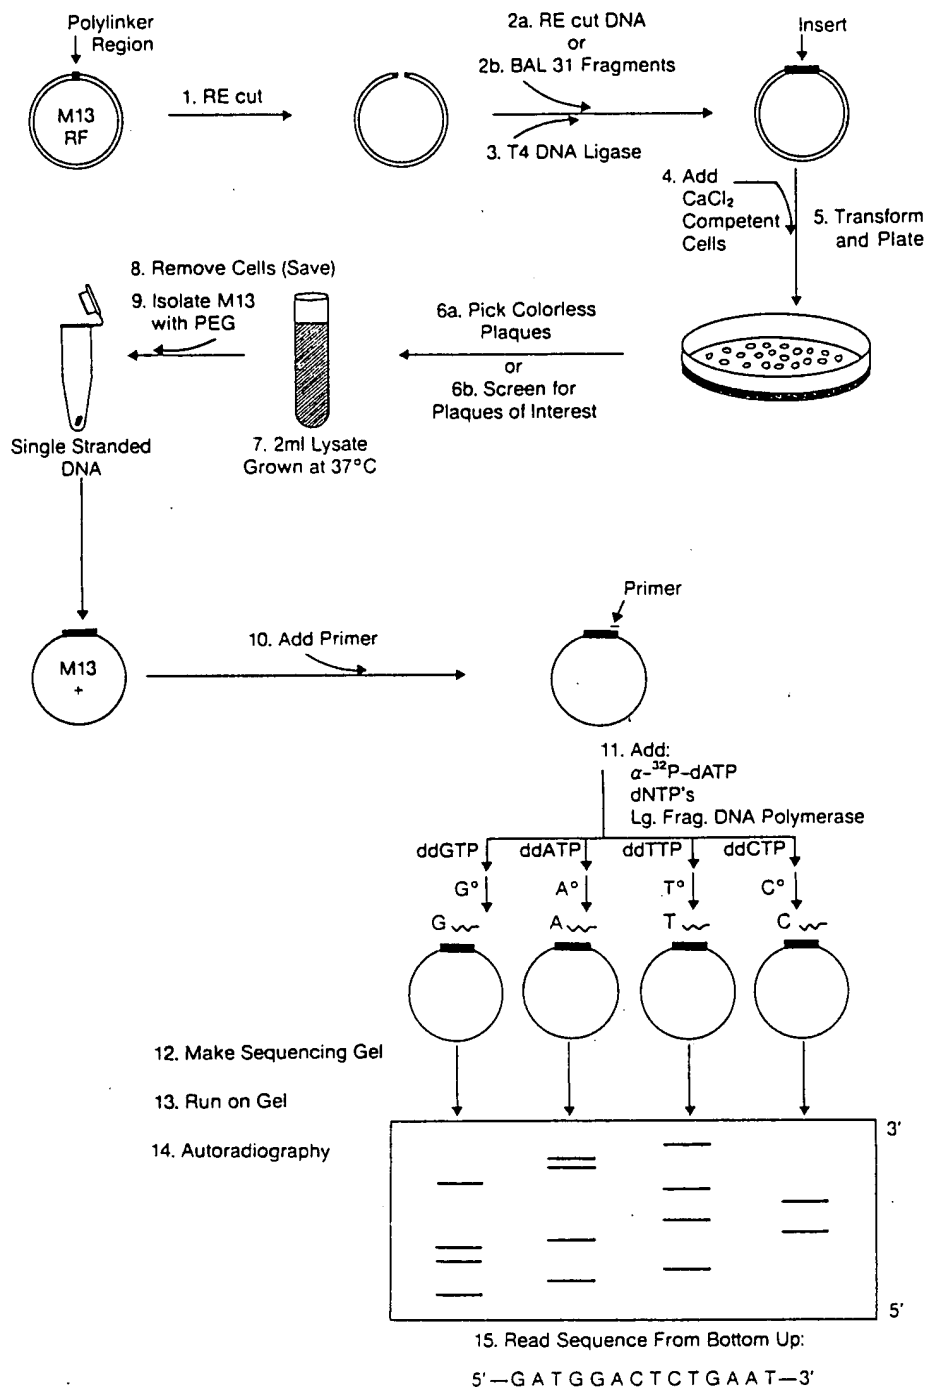 Polylinker
Region
M13
RF
1. RE cut
2a. RE cut DNA
or
2b. BAL 31 Fragments
3. T4 DNA Ligase
Insert
4. Add
CaCl₂
Competent
Cells
5. Transform
and Plate
6a. Pick Colorless
Plaques
or
6b. Screen for
Plaques of Interest
7. 2ml Lysate
Grown at 37°C
8. Remove Cells (Save)
9. Isolate M13
with PEG
Single Stranded
DNA
M13
+
10. Add Primer
Primer
11. Add:
α-³²P-dATP
dNTP's
Lg. Frag. DNA Polymerase
ddGTP ddATP ddTTP ddCTP
G° A° T° C°
G A T C
12. Make Sequencing Gel
13. Run on Gel
14. Autoradiography
3'
5'
15. Read Sequence From Bottom Up:
5'—G A T G G A C T C T G A A T—3'